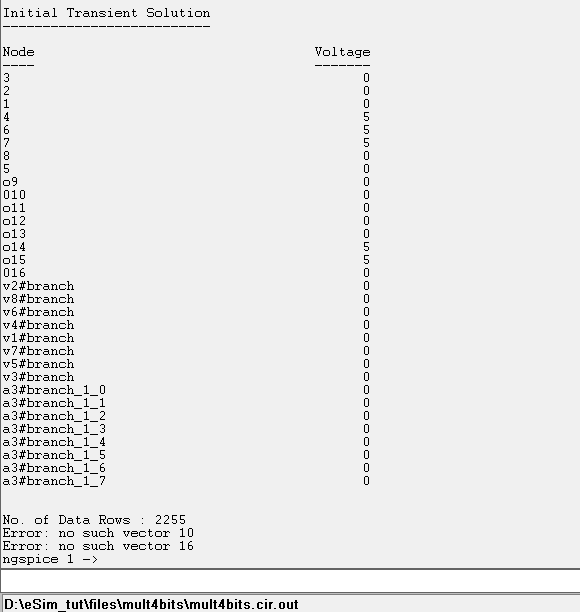 Initial Transient Solution
--------------------------
Node Voltage
---- -------
3 0
2 0
1 0
4 5
6 5
7 5
8 0
5 0
o9 0
010 0
o11 0
o12 0
o13 0
o14 5
o15 5
016 0
v2#branch 0
v8#branch 0
v6#branch 0
v4#branch 0
v1#branch 0
v7#branch 0
v5#branch 0
v3#branch 0
a3#branch_1_0 0
a3#branch_1_1 0
a3#branch_1_2 0
a3#branch_1_3 0
a3#branch_1_4 0
a3#branch_1_5 0
a3#branch_1_6 0
a3#branch_1_7 0
No. of Data Rows : 2255
Error: no such vector 10
Error: no such vector 16
ngspice 1 ->
D:\eSim_tut\files\mult4bits\mult4bits.cir.out